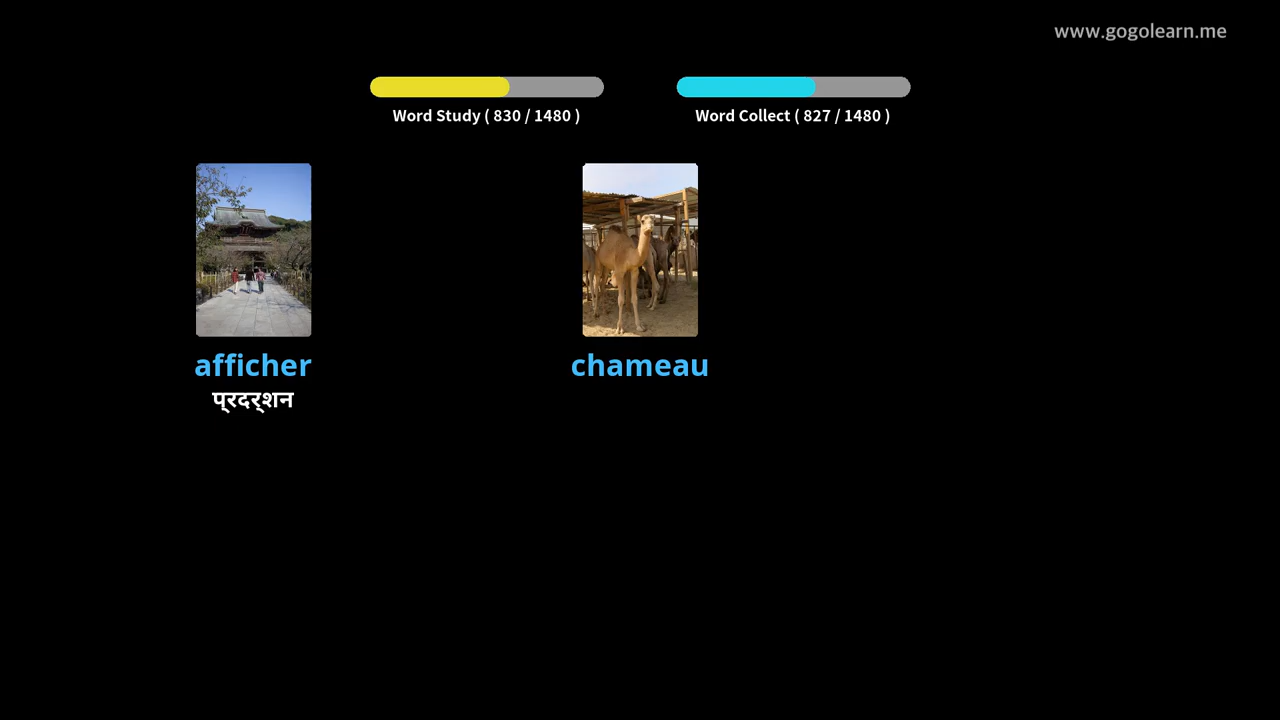 www.gogolearn.me
Word Study ( 830 / 1480 )
Word Collect ( 827 / 1480 )
afficher
chameau
प्रदर्शन